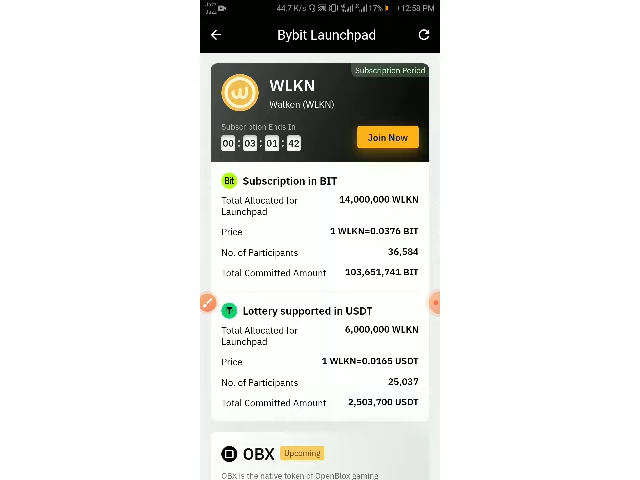 44.7 K/s 17% 12:58 PM
Bybit Launchpad
Subscription Period
WLKN
Walken (WLKN)
Subscription Ends In
00 : 03 : 01 : 42
Join Now
Bit Subscription in BIT
Total Allocated for Launchpad 14,000,000 WLKN
Price 1 WLKN=0.0376 BIT
No. of Participants 36,584
Total Committed Amount 103,651,741 BIT
Lottery supported in USDT
Total Allocated for Launchpad 6,000,000 WLKN
Price 1 WLKN=0.0165 USDT
No. of Participants 25,037
Total Committed Amount 2,503,700 USDT
OBX Upcoming
OBX is the native token of OpenBlox gaming